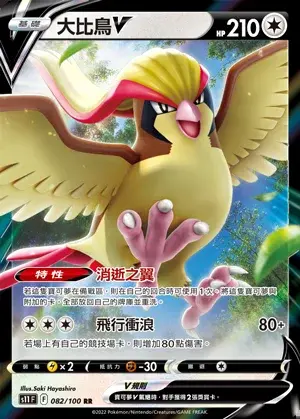 基礎 大比鳥V HP210
特性 消逝之翼
若這隻寶可夢在備戰區,則在自己的回合時可使用1次。將這隻寶可夢與
附加的卡,全部放回自己的牌庫並重洗。
飛行衝浪 80+
若場上有自己的競技場卡,則增加80點傷害。
弱點 ×2 抵抗力 -30 撤退
Illus.Saki Hayashiro
V規則
寶可夢V【昏厥】時,對手獲得2張獎賞卡。
s11 F F 082/100 RR
©2022 Pokémon/Nintendo/Creatures/GAME FREAK.